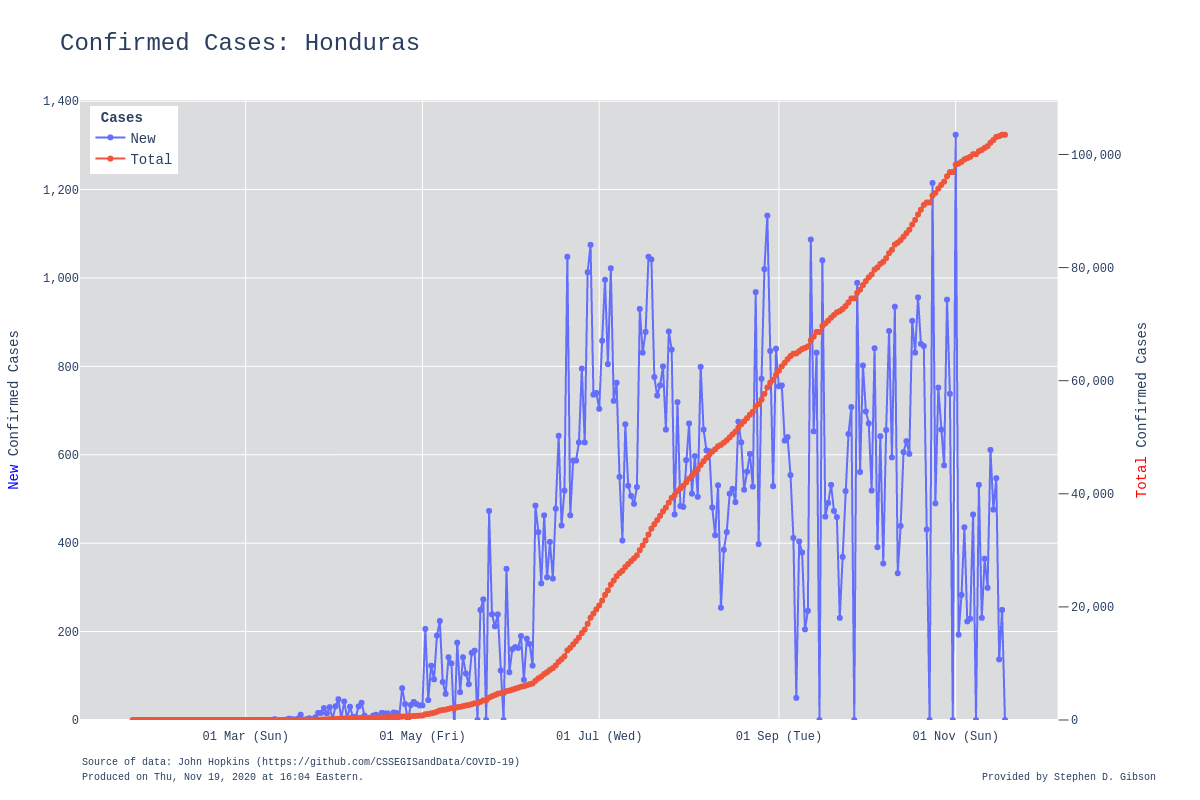 Confirmed Cases: Honduras
Cases
New
Total
1,400
1,200
1,000
800
600
400
200
0
100,000
80,000
60,000
40,000
20,000
0
New Confirmed Cases
Total Confirmed Cases
01 Mar (Sun)
01 May (Fri)
01 Jul (Wed)
01 Sep (Tue)
01 Nov (Sun)
Source of data: John Hopkins (https://github.com/CSSEGISandData/COVID-19)
Produced on Thu, Nov 19, 2020 at 16:04 Eastern.
Provided by Stephen D. Gibson